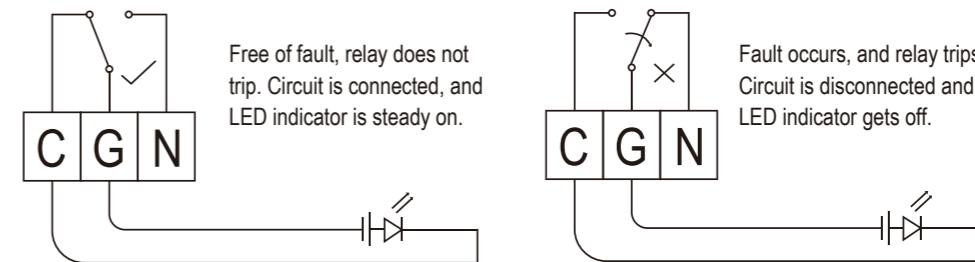 Free of fault, relay does not
trip. Circuit is connected, and
LED indicator is steady on.
C G N
Fault occurs, and relay trips
Circuit is disconnected and
LED indicator gets off.
C G N